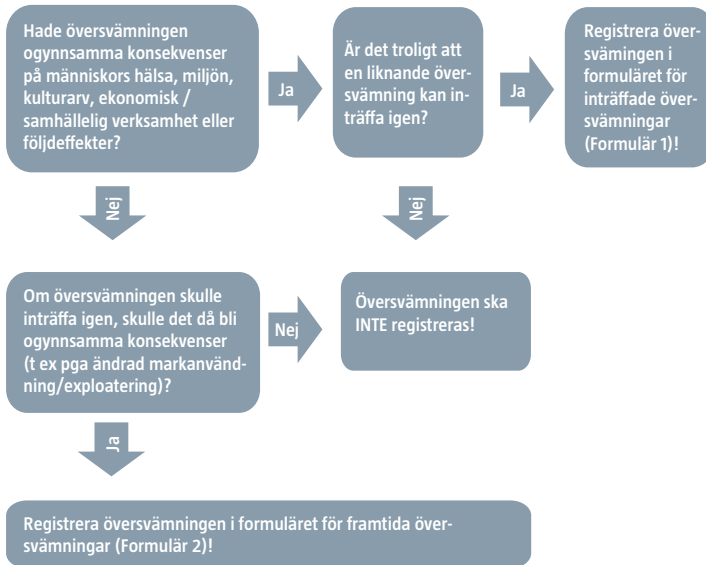 Hade översvämningen
ogynnsamma konsekvenser
på människors hälsa, miljön,
kulturarv, ekonomisk /
samhällelig verksamhet eller
följdeffekter?
Ja
Är det troligt att
en liknande över-
svämning kan in-
träffa igen?
Ja
Registrera över-
svämingen i
formuläret för
inträffade över-
svämningar
(Formulär 1)!
Nej
Nej
Om översvämningen skulle
inträffa igen, skulle det då bli
ogynnsamma konsekvenser
(t ex pga ändrad markanvänd-
ning/exploatering)?
Nej
Översvämningen ska
INTE registreras!
Ja
Registrera översvämningen i formuläret för framtida över-
svämningar (Formulär 2)!